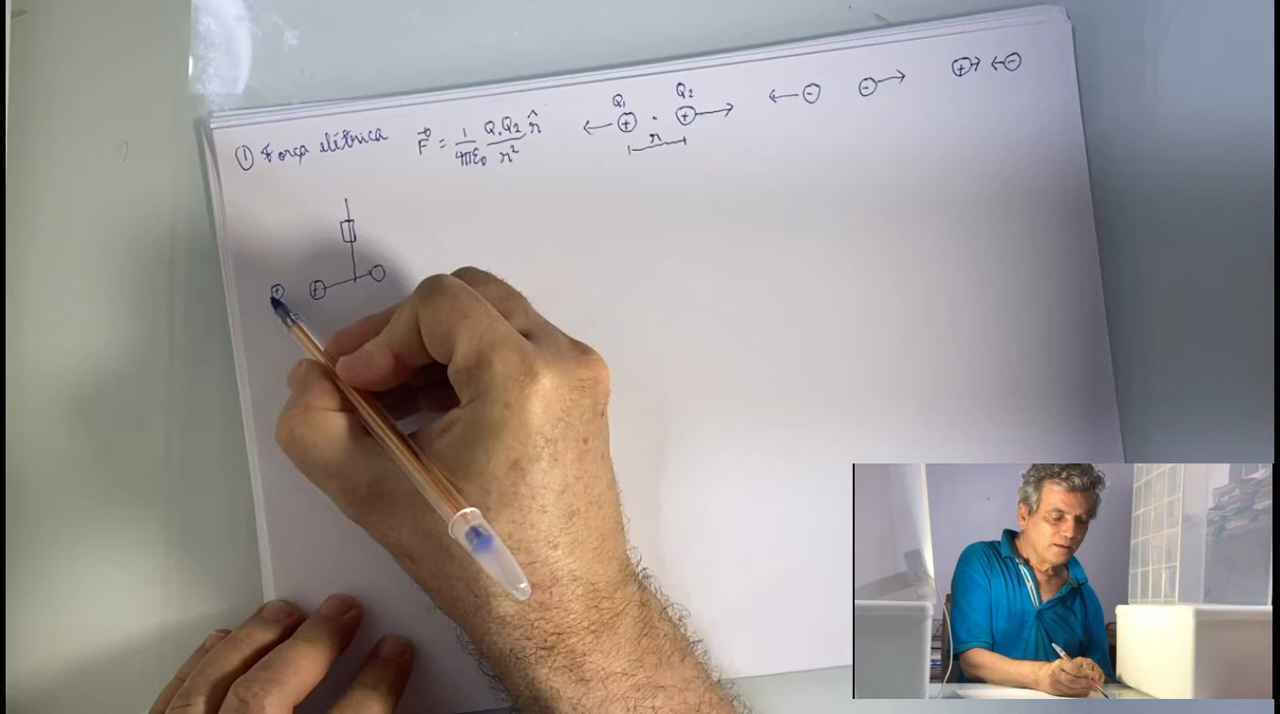 ① Força elétrica F⃗ = 1/4πε₀ Q₁Q₂/r² r̂ Q₁ + Q₂ + - - + -
r
+ +